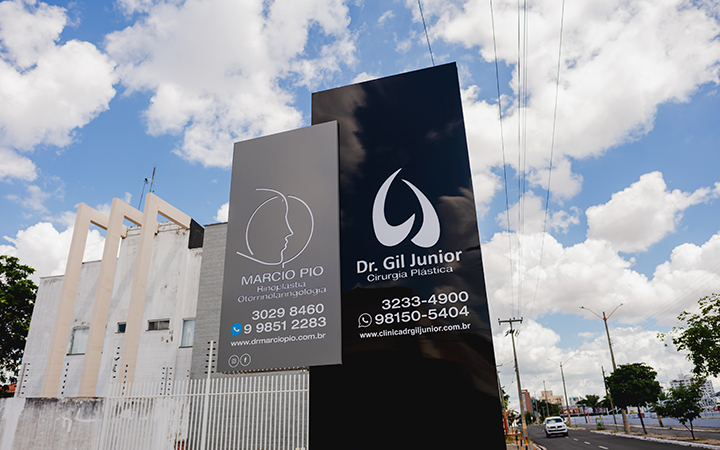 MARCIO PIO
Rinoplastia
Otorrinolaringologia
3029 8460
9 9851 2283
www.drmarciopio.com.br
Dr. Gil Junior
Cirurgia Plástica
3233-4900
98150-5404
www.clinicadrgiljunior.com.br